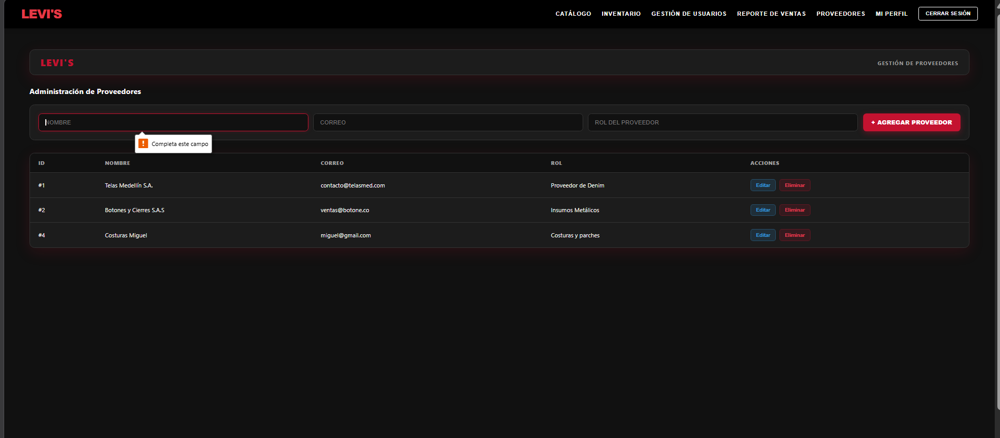 LEVI'S CATÁLOGO INVENTARIO GESTIÓN DE USUARIOS REPORTE DE VENTAS PROVEEDORES MI PERFIL CERRAR SESIÓN
LEVI'S GESTIÓN DE PROVEEDORES
Administración de Proveedores
NOMBRE CORREO ROL DEL PROVEEDOR + AGREGAR PROVEEDOR
! Completa este campo
ID NOMBRE CORREO ROL ACCIONES
#1 Telas Medellín S.A. contacto@telasmed.com Proveedor de Denim Editar Eliminar
#2 Botones y Cierres S.A.S ventas@botone.co Insumos Metálicos Editar Eliminar
#4 Costuras Miguel miguel@gmail.com Costuras y parches Editar Eliminar